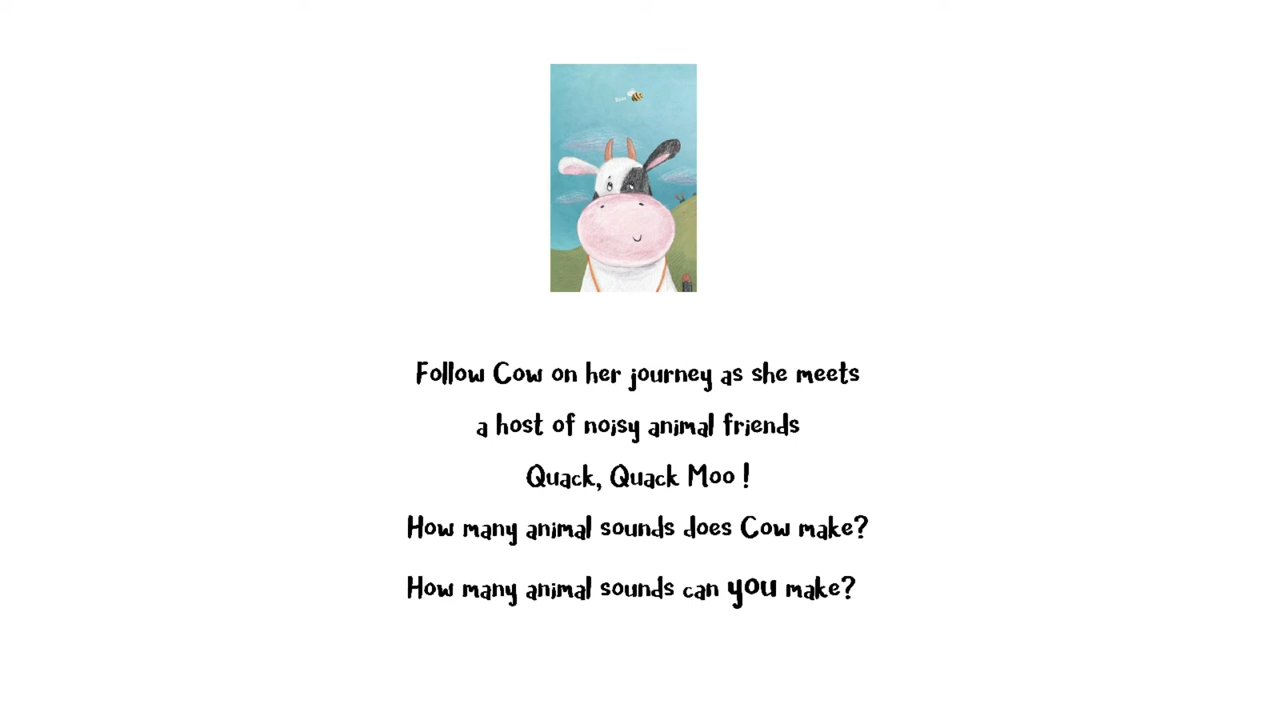 Follow Cow on her journey as she meets
a host of noisy animal friends
Quack, Quack Moo !
How many animal sounds does Cow make?
How many animal sounds can you make?